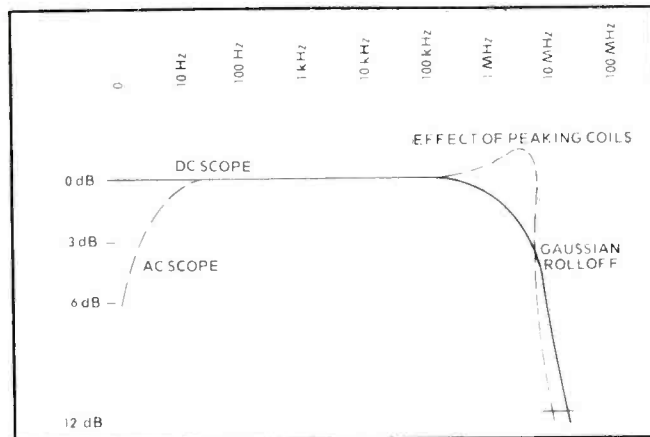 0
10 Hz
100 Hz
1 kHz
10 kHz
100 kHz
1 MHz
10 MHz
100 MHz
EFFECT OF PEAKING COILS
DC SCOPE
0 dB
3 dB
GAUSSIAN
ROLLOFF
AC SCOPE
6 dB
12 dB